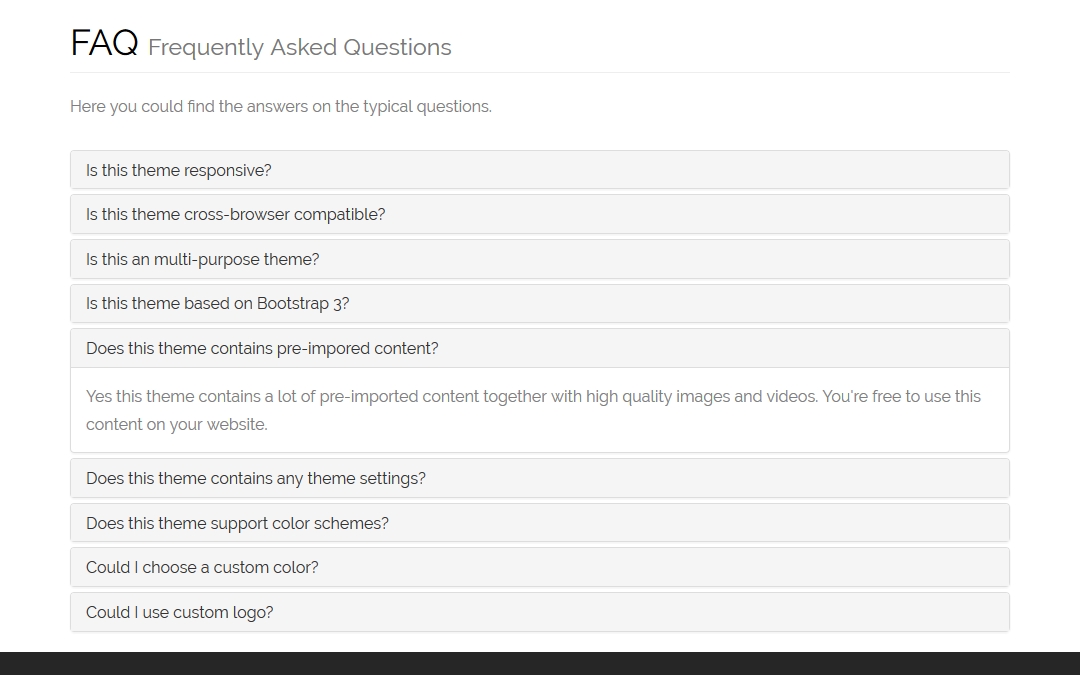 FAQ Frequently Asked Questions
Here you could find the answers on the typical questions.
Is this theme responsive?
Is this theme cross-browser compatible?
Is this an multi-purpose theme?
Is this theme based on Bootstrap 3?
Does this theme contains pre-impored content?
Yes this theme contains a lot of pre-imported content together with high quality images and videos. You're free to use this
content on your website.
Does this theme contains any theme settings?
Does this theme support color schemes?
Could I choose a custom color?
Could I use custom logo?